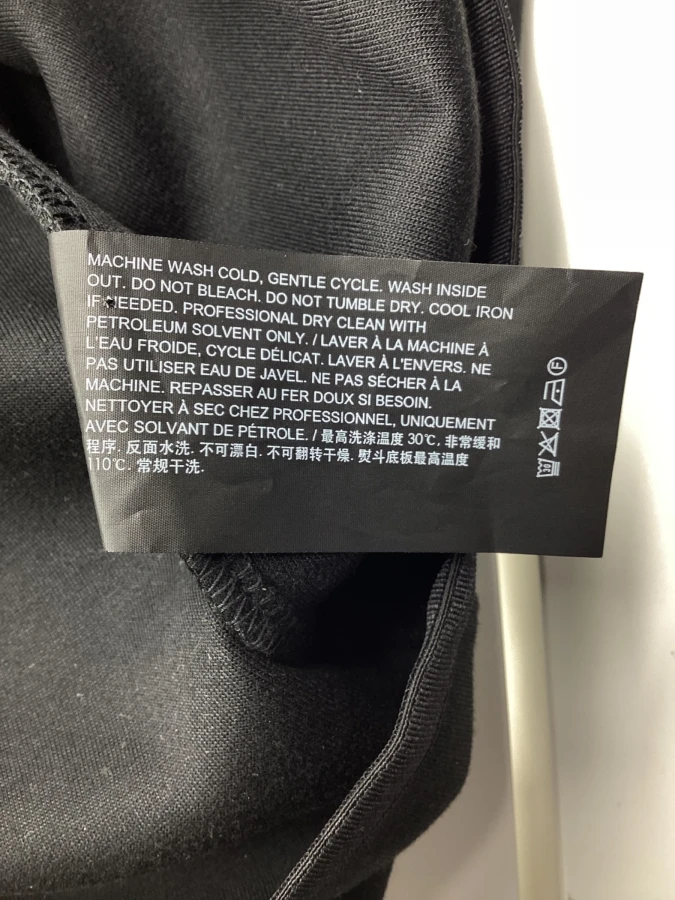 MACHINE WASH COLD, GENTLE CYCLE. WASH INSIDE
OUT. DO NOT BLEACH. DO NOT TUMBLE DRY. COOL IRON
IF NEEDED. PROFESSIONAL DRY CLEAN WITH
PETROLEUM SOLVENT ONLY. / LAVER À LA MACHINE À
L'EAU FROIDE, CYCLE DÉLICAT. LAVER À L'ENVERS. NE
PAS UTILISER EAU DE JAVEL. NE PAS SÉCHER À LA
MACHINE. REPASSER AU FER DOUX SI BESOIN.
NETTOYER À SEC CHEZ PROFESSIONNEL, UNIQUEMENT
AVEC SOLVANT DE PÉTROLE. / 最高洗涤温度 30℃. 非常缓和
程序. 反面水洗. 不可漂白. 不可翻转干燥. 熨斗底板最高温度
110℃. 常规干洗.
F